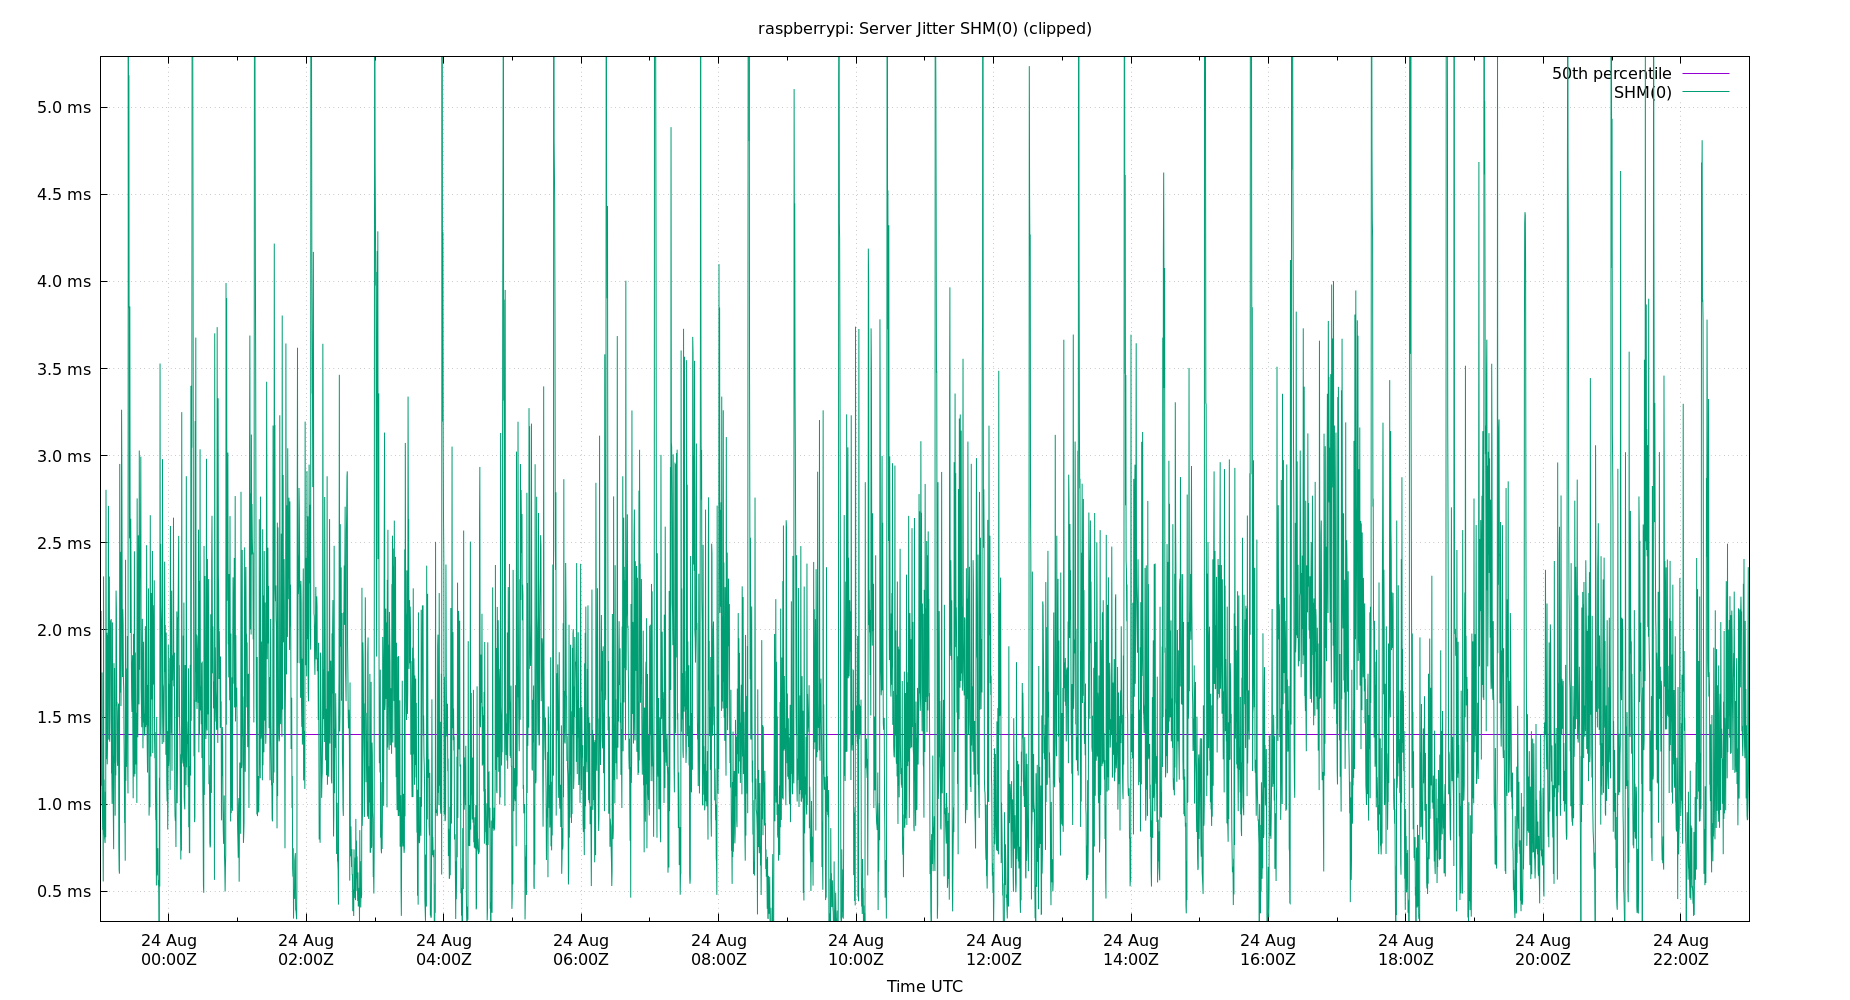 raspberrypi: Server Jitter SHM(0) (clipped)
50th percentile
SHM(0)
5.0 ms
4.5 ms
4.0 ms
3.5 ms
3.0 ms
2.5 ms
2.0 ms
1.5 ms
1.0 ms
0.5 ms
24 Aug 24 Aug 24 Aug 24 Aug 24 Aug 24 Aug 24 Aug 24 Aug 24 Aug 24 Aug 24 Aug 24 Aug
00:00Z 02:00Z 04:00Z 06:00Z 08:00Z 10:00Z 12:00Z 14:00Z 16:00Z 18:00Z 20:00Z 22:00Z
Time UTC